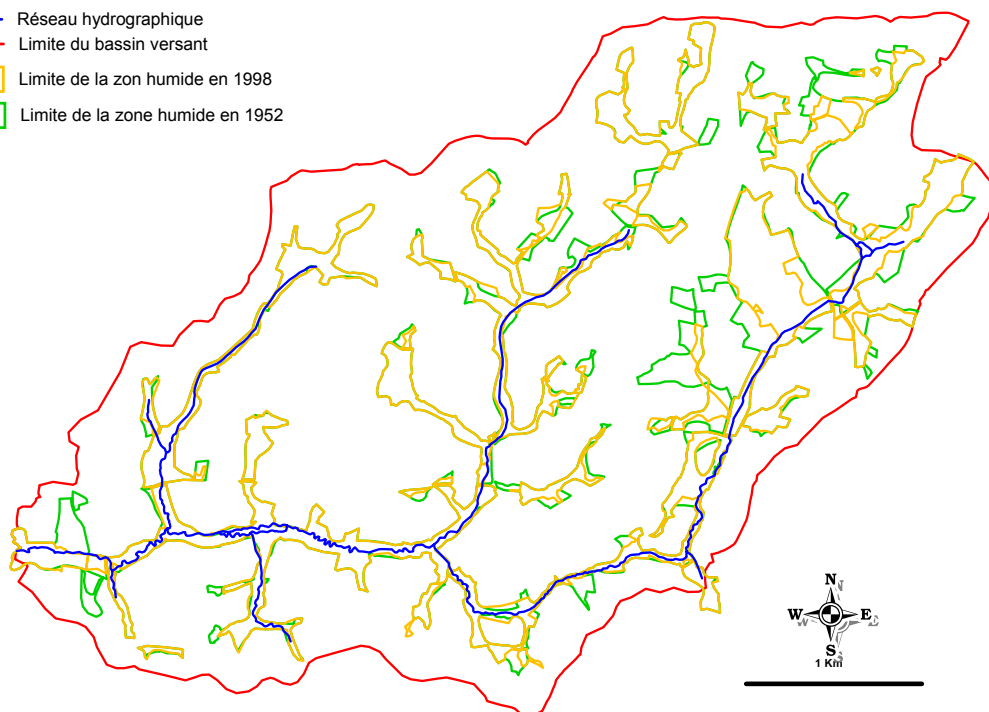 Réseau hydrographique
Limite du bassin versant
Limite de la zon humide en 1998
Limite de la zone humide en 1952
N
W E
S
1 Km